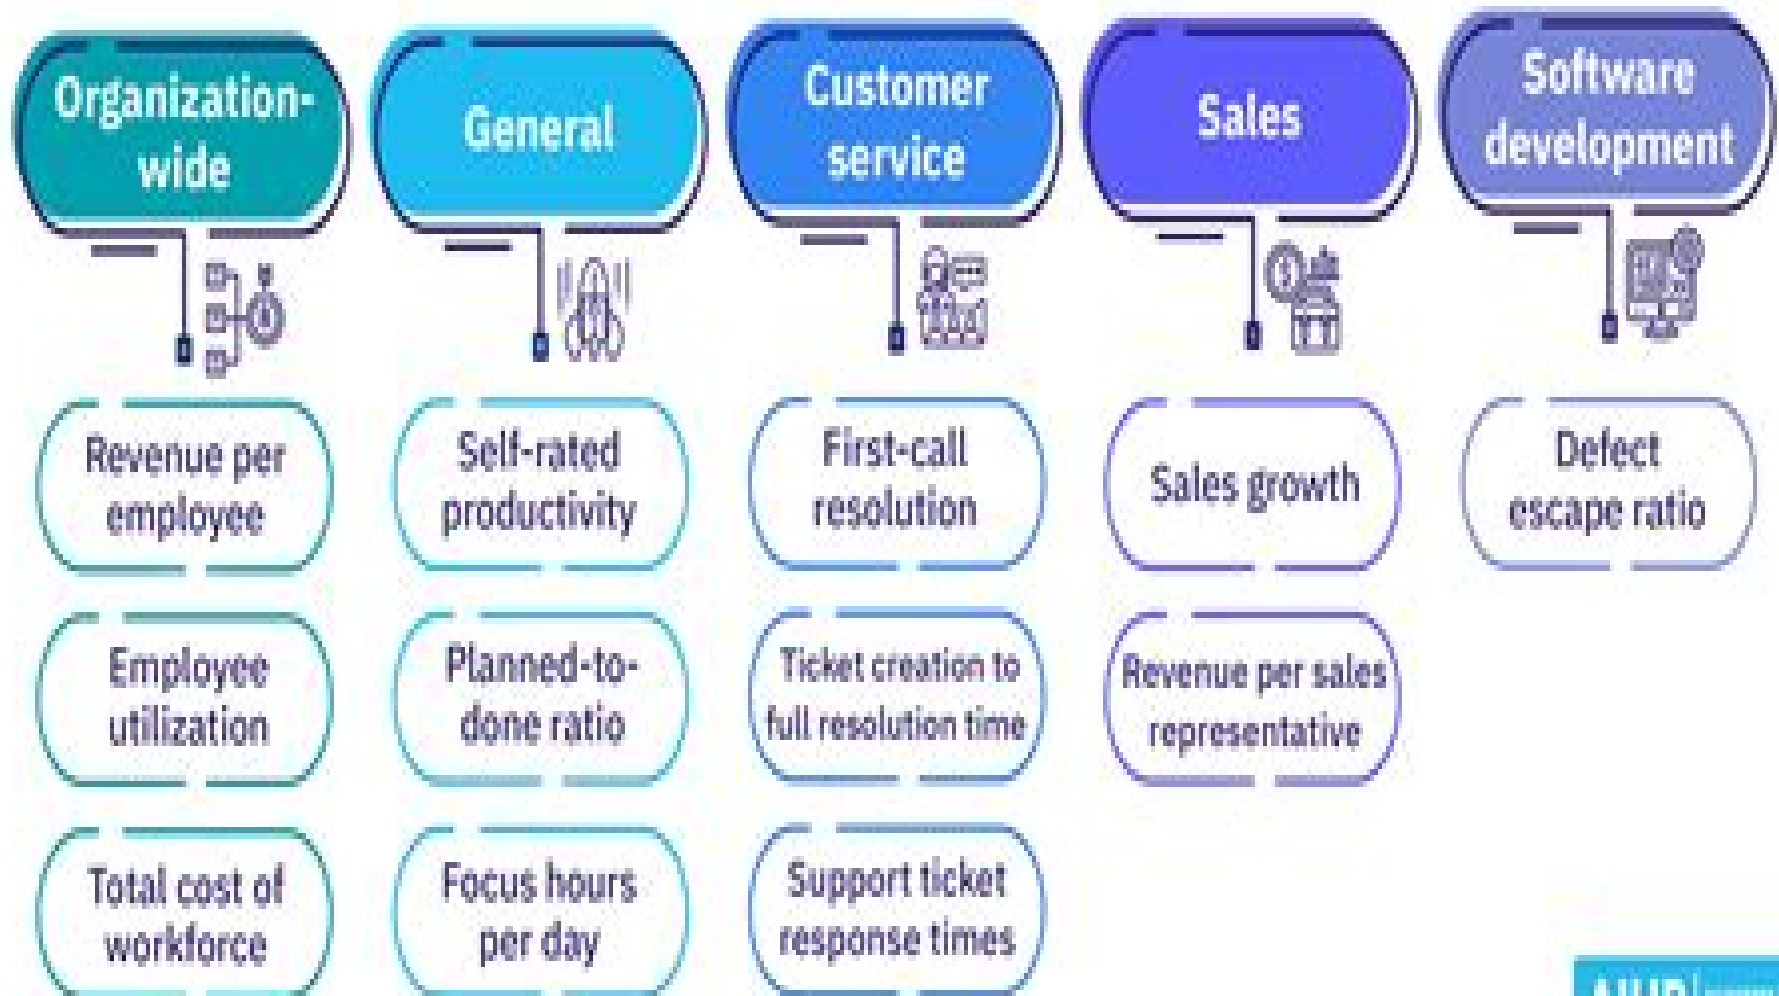 Organization-
wide
General
Customer
service
Sales
Software
development
Revenue per
employee
Self-rated
productivity
First-call
resolution
Sales growth
Defect
escape ratio
Employee
utilization
Planned-to-
done ratio
Ticket creation to
full resolution time
Revenue per sales
representative
Total cost of
workforce
Focus hours
per day
Support ticket
response times